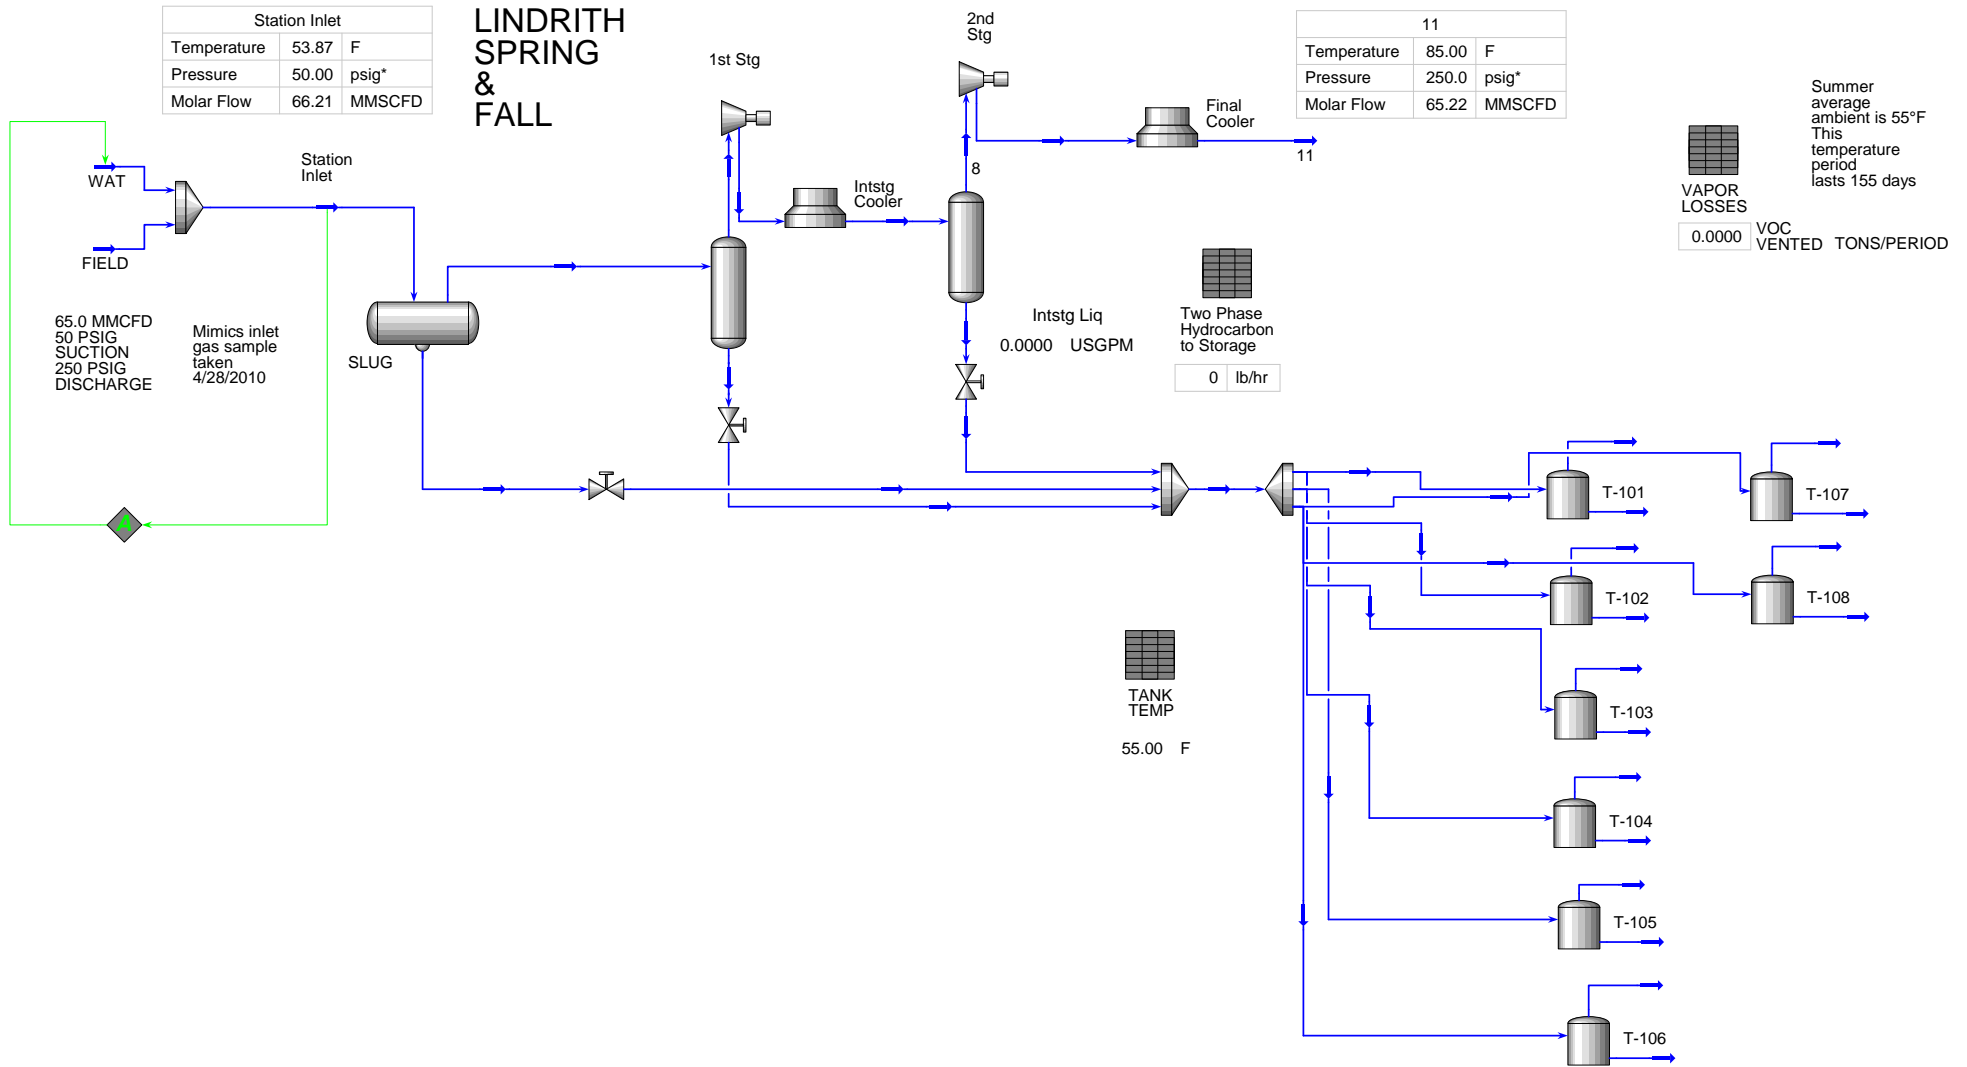 Station Inlet
Temperature 53.87 F
Pressure 50.00 psig*
Molar Flow 66.21 MMSCFD
LINDRITH
SPRING
&
FALL
1st Stg
2nd
Stg
11
Temperature 85.00 F
Pressure 250.0 psig*
Molar Flow 65.22 MMSCFD
Summer
average
ambient is 55°F
This
temperature
period
lasts 155 days
Final
Cooler
11
8
WAT
Station
Inlet
Intstg
Cooler
VAPOR
LOSSES
0.0000 VOC
VENTED TONS/PERIOD
FIELD
65.0 MMCFD
50 PSIG
SUCTION
250 PSIG
DISCHARGE
Mimics inlet
gas sample
taken
4/28/2010
SLUG
Intstg Liq
0.0000 USGPM
Two Phase
Hydrocarbon
to Storage
0 lb/hr
A
T-101
T-107
T-102
T-108
TANK
TEMP
55.00 F
T-103
T-104
T-105
T-106